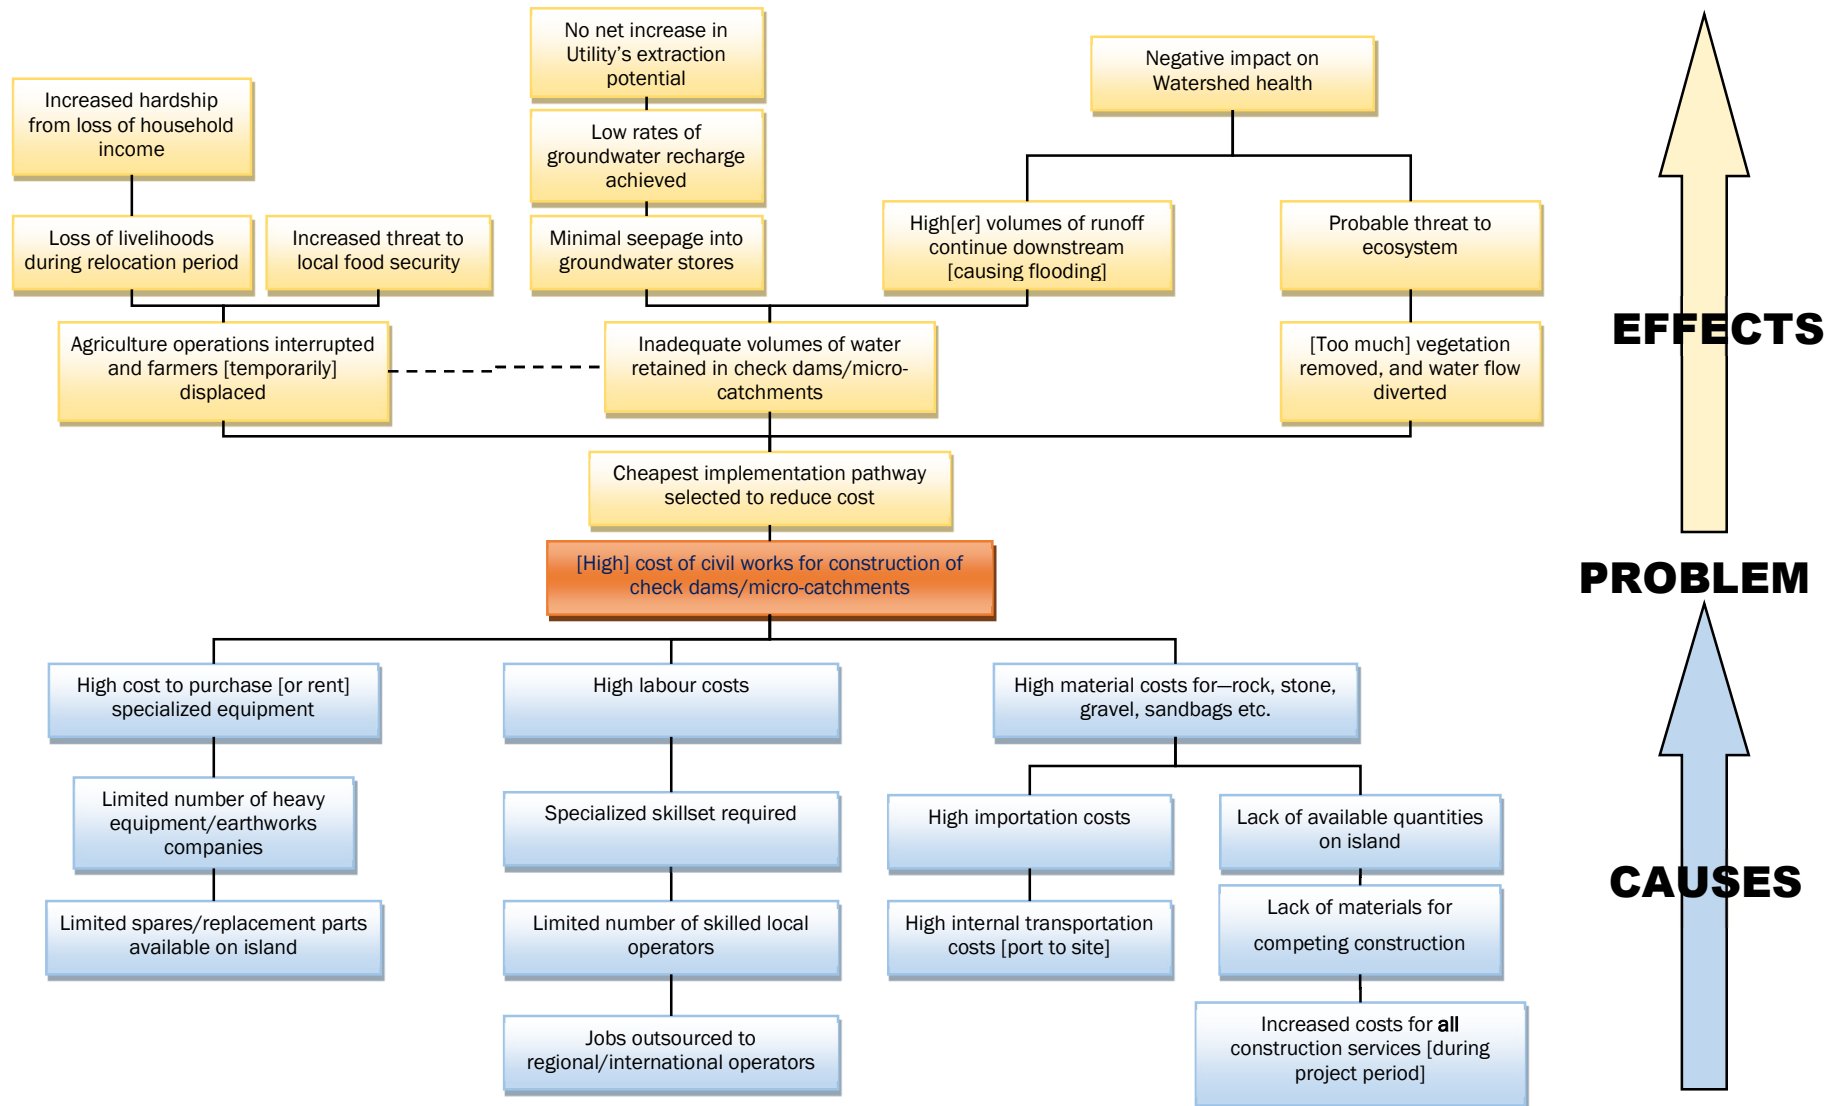 No net increase in
Utility's extraction
potential
Negative impact on
Watershed health
Increased hardship
from loss of household
income
Low rates of
groundwater recharge
achieved
Loss of livelihoods
during relocation period
Increased threat to
local food security
Minimal seepage into
groundwater stores
High[er] volumes of runoff
continue downstream
[causing flooding]
Probable threat to
ecosystem
EFFECTS
Agriculture operations interrupted
and farmers [temporarily]
displaced
Inadequate volumes of water
retained in check dams/micro-
catchments
[Too much] vegetation
removed, and water flow
diverted
Cheapest implementation pathway
selected to reduce cost
[High] cost of civil works for construction of
check dams/micro-catchments
PROBLEM
High cost to purchase [or rent]
specialized equipment
High labour costs
High material costs for—rock, stone,
gravel, sandbags etc.
Limited number of heavy
equipment/earthworks
companies
Specialized skillset required
High importation costs
Lack of available quantities
on island
CAUSES
Limited spares/replacement parts
available on island
Limited number of skilled local
operators
High internal transportation
costs [port to site]
Lack of materials for
competing construction
Jobs outsourced to
regional/international operators
Increased costs for all
construction services [during
project period]